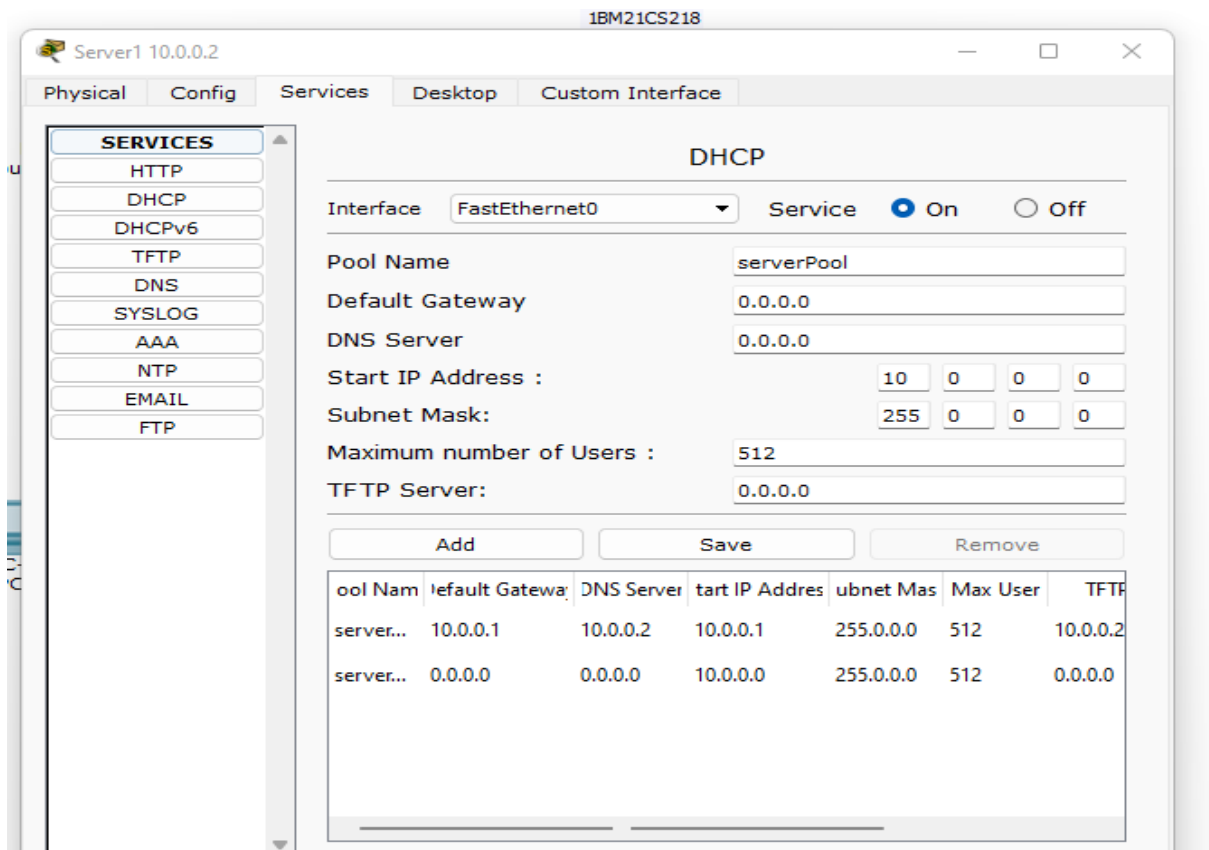 1BM21CS218
Server1 10.0.0.2
Physical Config Services Desktop Custom Interface
SERVICES
HTTP
DHCP
DHCPv6
TFTP
DNS
SYSLOG
AAA
NTP
EMAIL
FTP
DHCP
Interface FastEthernet0 Service On Off
Pool Name serverPool
Default Gateway 0.0.0.0
DNS Server 0.0.0.0
Start IP Address : 10 0 0 0
Subnet Mask: 255 0 0 0
Maximum number of Users : 512
TFTP Server: 0.0.0.0
Add Save Remove
ool Nam efault Gateway DNS Server tart IP Addres ubnet Mas Max User TFTP
server... 10.0.0.1 10.0.0.2 10.0.0.1 255.0.0.0 512 10.0.0.2
server... 0.0.0.0 0.0.0.0 10.0.0.0 255.0.0.0 512 0.0.0.0